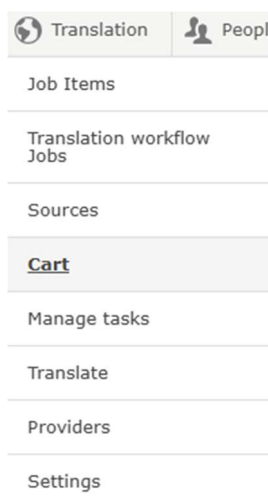 Translation Peopl
Job Items
Translation workflow
Jobs
Sources
Cart
Manage tasks
Translate
Providers
Settings